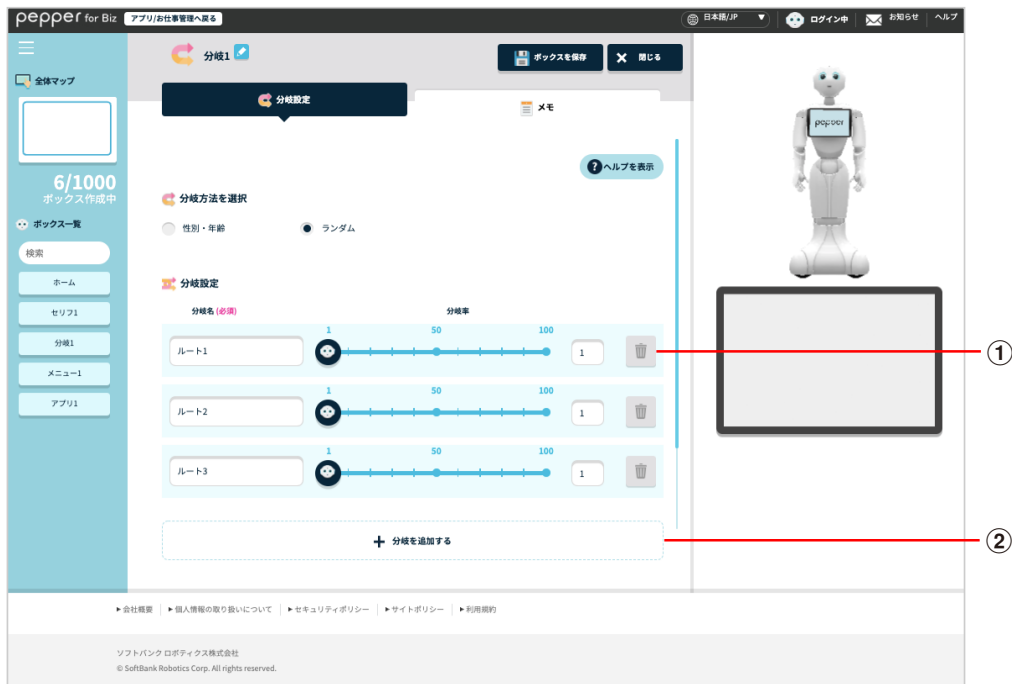 pepper for Biz アプリ/お仕事管理へ戻る 日本語/JP ▼ ログイン中 お知らせ ヘルプ
分岐1 ボックスを保存 × 閉じる
全体マップ
分岐設定 メモ
pepper
? ヘルプを表示
6/1000
ボックス作成中
分岐方法を選択
ボックス一覧
性別・年齢 ランダム
検索
ホーム
分岐設定
セリフ1
分岐名 (必須) 分岐率
1 50 100
分岐1
ルート1 1
①
メニュー1
1 50 100
アプリ1
ルート2 1
1 50 100
ルート3 1
+ 分岐を追加する
②
▶会社概要 ▶個人情報の取り扱いについて ▶セキュリティポリシー ▶サイトポリシー ▶利用規約
ソフトバンク ロボティクス株式会社
© SoftBank Robotics Corp. All rights reserved.